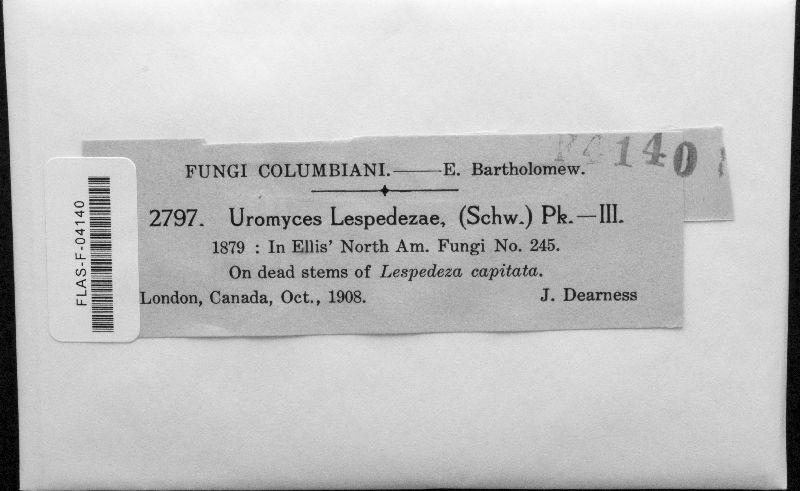 FUNGI COLUMBIANI.——E. Bartholomew.
F4140
2797. Uromyces Lespedezae, (Schw.) Pk.—III.
1879 : In Ellis' North Am. Fungi No. 245.
On dead stems of Lespedeza capitata.
London, Canada, Oct., 1908. J. Dearness
FLAS-F-04140